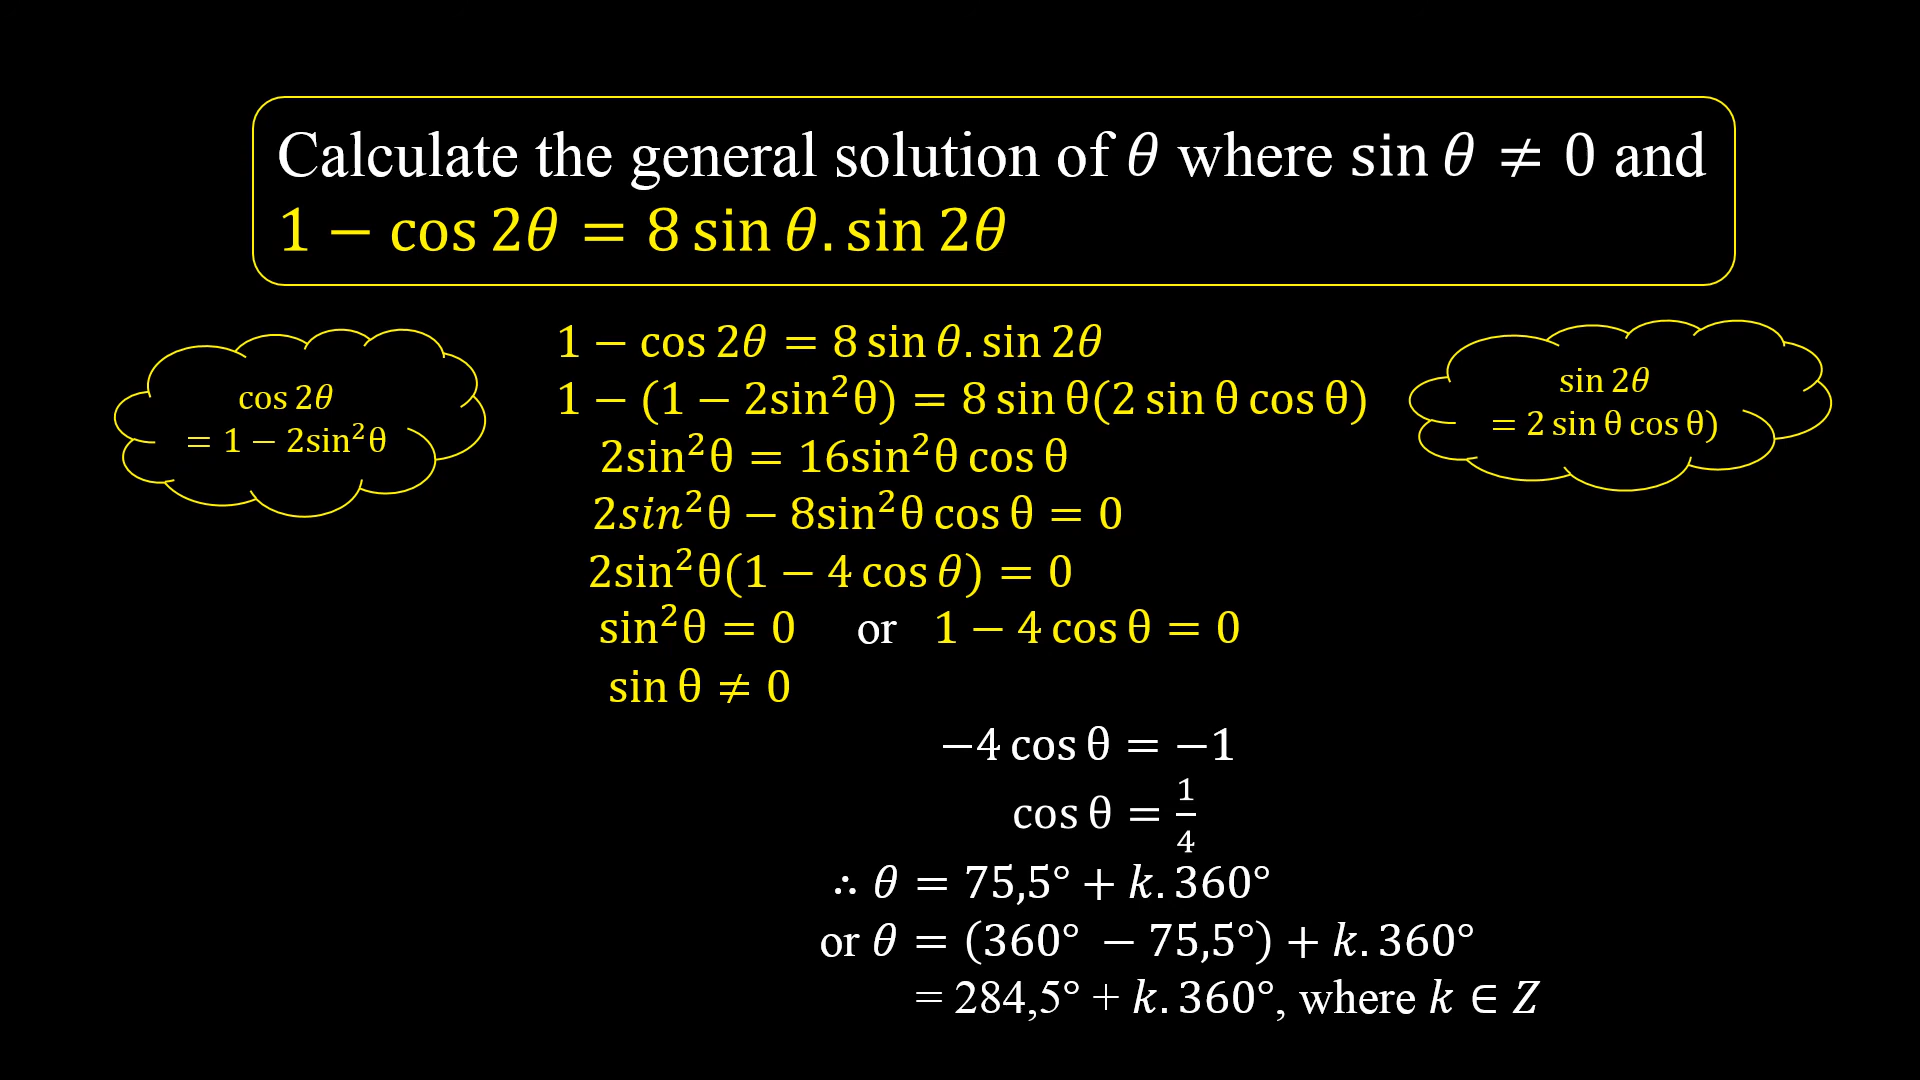 Calculate the general solution of θ where sin θ ≠ 0 and
1 − cos 2θ = 8 sin θ. sin 2θ
cos 2θ
= 1 − 2sin²θ
1 − cos 2θ = 8 sin θ. sin 2θ
1 − (1 − 2sin²θ) = 8 sin θ(2 sin θ cos θ)
2sin²θ = 16sin²θ cos θ
2sin²θ − 8sin²θ cos θ = 0
2sin²θ(1 − 4 cos θ) = 0
sin²θ = 0 or 1 − 4 cos θ = 0
sin θ ≠ 0
−4 cos θ = −1
cos θ = 1/4
∴ θ = 75,5° + k. 360°
or θ = (360° − 75,5°) + k. 360°
= 284,5° + k. 360°, where k ∈ Z
sin 2θ
= 2 sin θ cos θ)